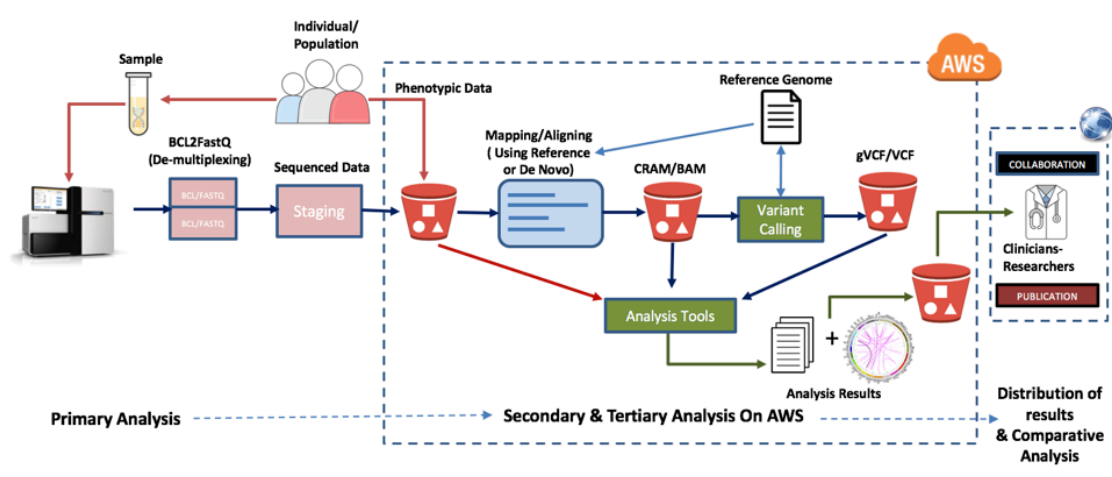 Individual/
Population
Sample
AWS
Phenotypic Data
Reference Genome
BCL2FastQ
(De-multiplexing)
Mapping/Aligning
( Using Reference
or De Novo)
gVCF/VCF
Sequenced Data
CRAM/BAM
COLLABORATION
BCL/FASTQ
BCL/FASTQ
Staging
Variant
Calling
Clinicians-
Researchers
PUBLICATION
Analysis Tools
+
Analysis Results
Primary Analysis
Secondary & Tertiary Analysis On AWS
Distribution of
results
& Comparative
Analysis